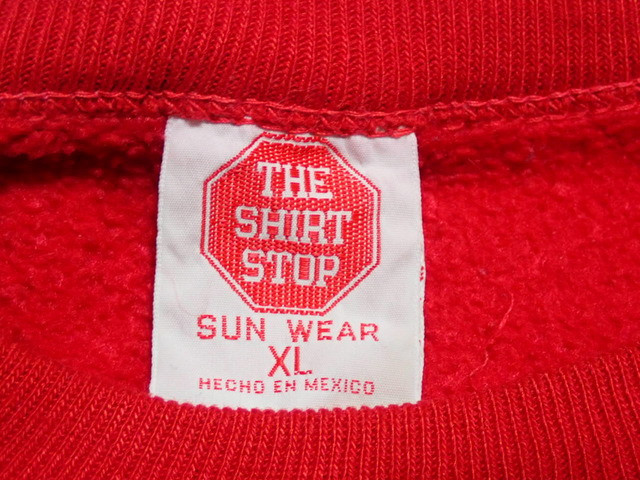 THE
SHIRT
STOP
SUN WEAR
XL
HECHO EN MEXICO